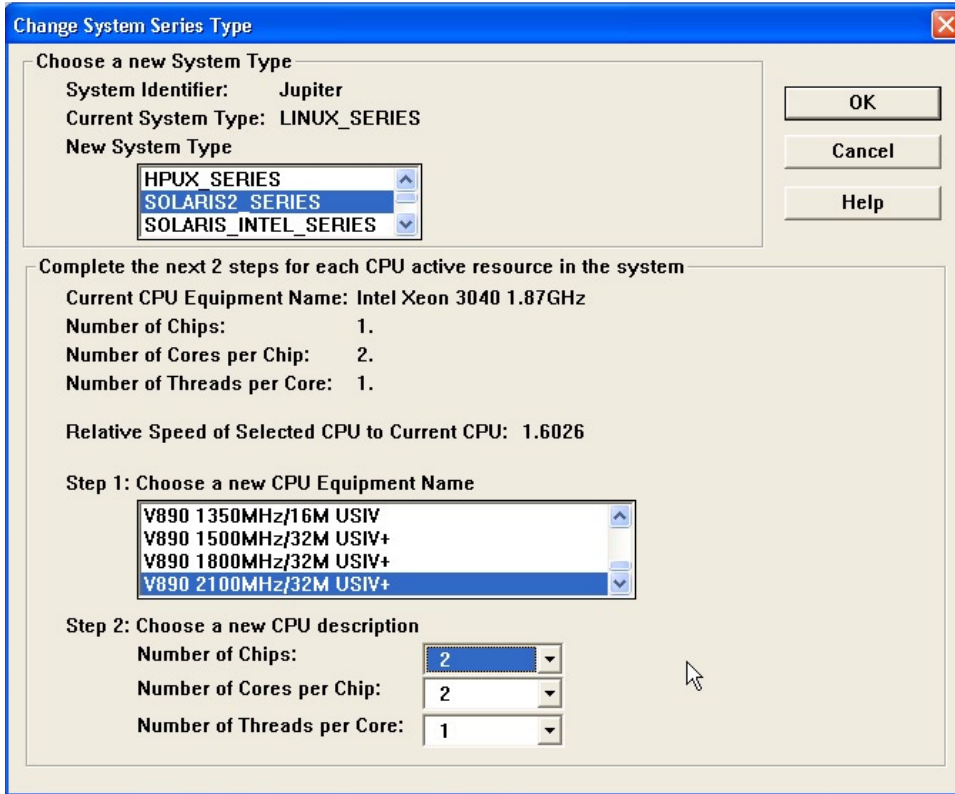 Change System Series Type
Choose a new System Type
System Identifier: Jupiter
Current System Type: LINUX_SERIES
New System Type
HPUX_SERIES
SOLARIS2_SERIES
SOLARIS_INTEL_SERIES
OK
Cancel
Help
Complete the next 2 steps for each CPU active resource in the system
Current CPU Equipment Name: Intel Xeon 3040 1.87GHz
Number of Chips: 1.
Number of Cores per Chip: 2.
Number of Threads per Core: 1.
Relative Speed of Selected CPU to Current CPU: 1.6026
Step 1: Choose a new CPU Equipment Name
V890 1350MHz/16M USIV
V890 1500MHz/32M USIV+
V890 1800MHz/32M USIV+
V890 2100MHz/32M USIV+
Step 2: Choose a new CPU description
Number of Chips: 2
Number of Cores per Chip: 2
Number of Threads per Core: 1